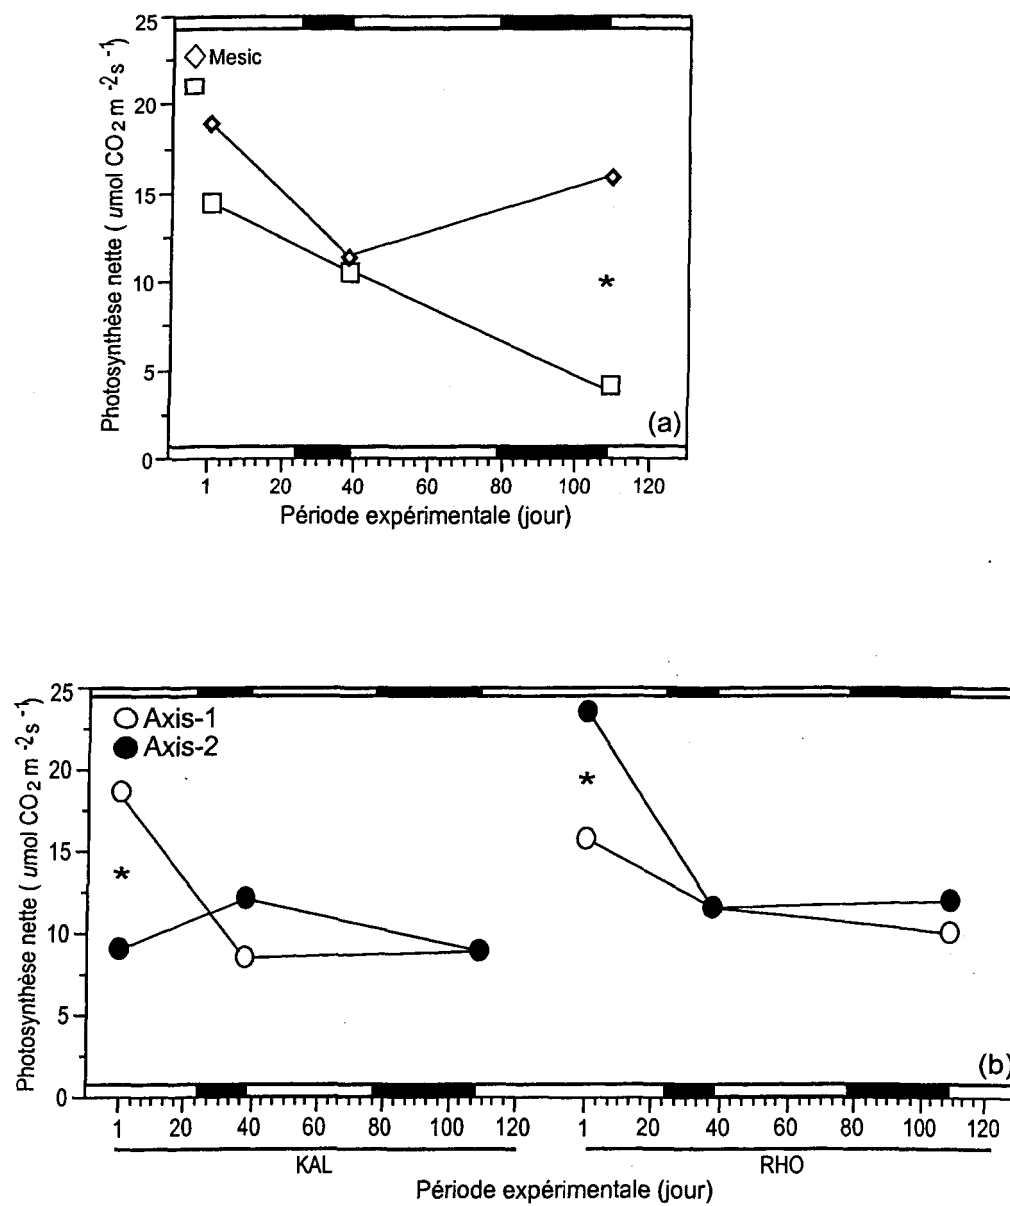 Photosynthèse nette ( umol CO2 m -2 s -1)
25
20
15
10
5
0
Mesic
*
(a)
1 20 40 60 80 100 120
Période expérimentale (jour)
Photosynthèse nette ( umol CO2 m -2 s -1)
25
20
15
10
5
0
Axis-1
Axis-2
*
*
(b)
1 20 40 60 80 100 120 1 20 40 60 80 100 120
KAL RHO
Période expérimentale (jour)